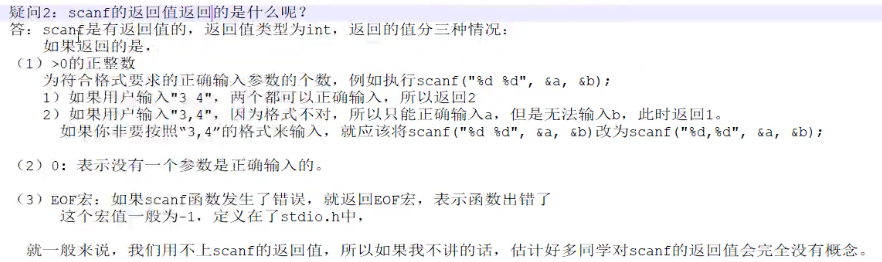 疑问2：scanf的返回值返回的是什么呢？
答：scanf是有返回值的，返回值类型为int，返回的值分三种情况：
如果返回的是，
（1）>0的正整数
为符合格式要求的正确输入参数的个数，例如执行scanf("%d %d", &a, &b);
1）如果用户输入"3 4"，两个都可以正确输入，所以返回2
2）如果用户输入"3,4"，因为格式不对，所以只能正确输入a，但是无法输入b，此时返回1。
如果你非要按照“3,4”的格式来输入，就应该将scanf("%d %d", &a, &b)改为scanf("%d,%d", &a, &b);
（2）0：表示没有一个参数是正确输入的。
（3）EOF宏：如果scanf函数发生了错误，就返回EOF宏，表示函数出错了
这个宏值一般为-1，定义在了stdio.h中，
就一般来说，我们用不上scanf的返回值，所以如果我不讲的话，估计好多同学对scanf的返回值会完全没有概念。